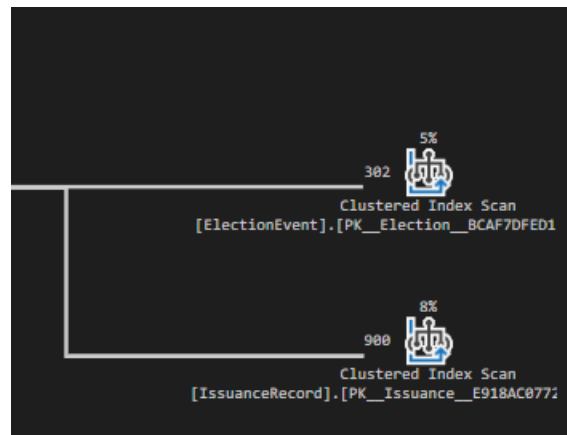 5%
302
Clustered Index Scan
[ElectionEvent].[PK__Election__BCAF7DFED1
8%
900
Clustered Index Scan
[IssuanceRecord].[PK__Issuance__E918AC0772